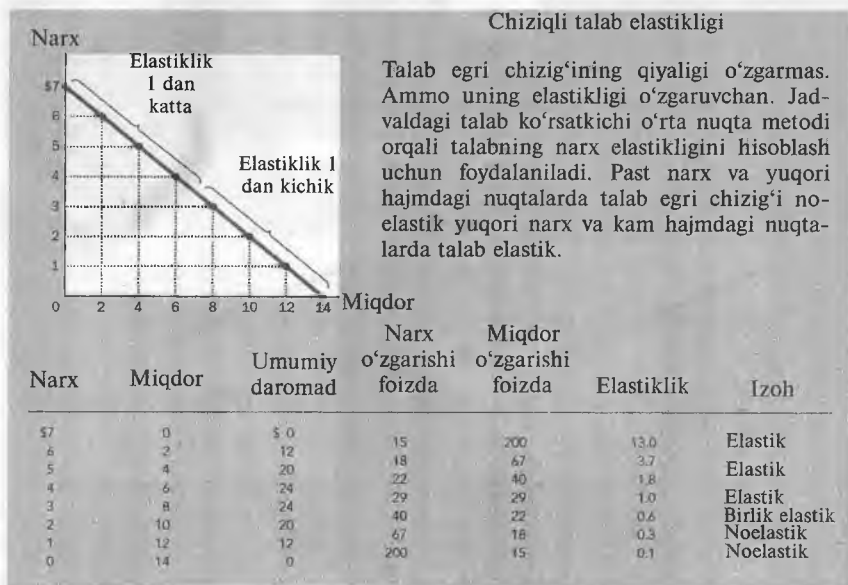 Chiziqli talab elastikligi
Narx
Elastiklik
1 dan
katta
Elastiklik 1
dan kichik
$7
6
5
4
3
2
1
0 2 4 6 8 10 12 14 Miqdor
Talab egri chizig‘ining qiyaligi o‘zgarmas.
Ammo uning elastikligi o‘zgaruvchan. Jad-
valdagi talab ko‘rsatkichi o‘rta nuqta metodi
orqali talabning narx elastikligini hisoblash
uchun foydalaniladi. Past narx va yuqori
hajmdagi nuqtalarda talab egri chizig‘i no-
elastik yuqori narx va kam hajmdagi nuqta-
larda talab elastik.
Narx Miqdor Umumiy daromad Narx o‘zgarishi foizda Miqdor o‘zgarishi foizda Elastiklik Izoh
$7 0 $ 0
15 200 13.0 Elastik
6 2 12
18 67 3.7
Elastik
5 4 20
22 40 1.8
4 6 24
29 29 1.0 Elastik
3 8 24
40 22 0.6 Birlik elastik
2 10 20
67 18 0.3 Noelastik
1 12 12
200 15 0.1 Noelastik
0 14 0